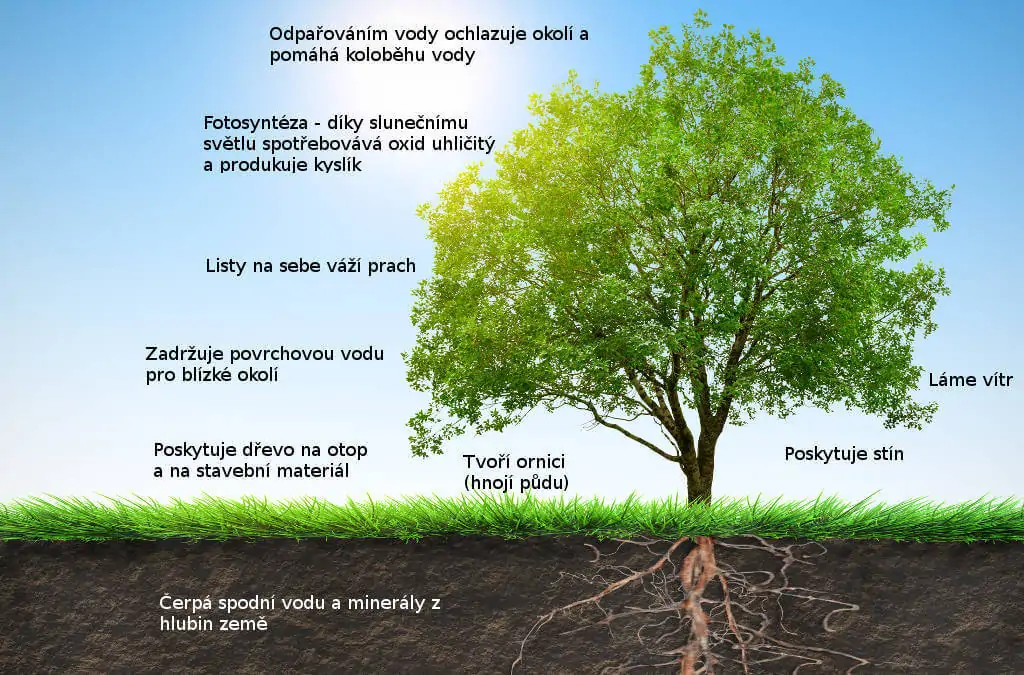 Odpařováním vody ochlazuje okolí a
pomáhá koloběhu vody
Fotosyntéza - díky slunečnímu
světlu spotřebovává oxid uhličitý
a produkuje kyslík
Listy na sebe váží prach
Zadržuje povrchovou vodu
pro blízké okolí
Láme vítr
Poskytuje dřevo na otop
a na stavební materiál
Tvoří ornici
(hnojí půdu)
Poskytuje stín
Čerpá spodní vodu a minerály z
hlubin země